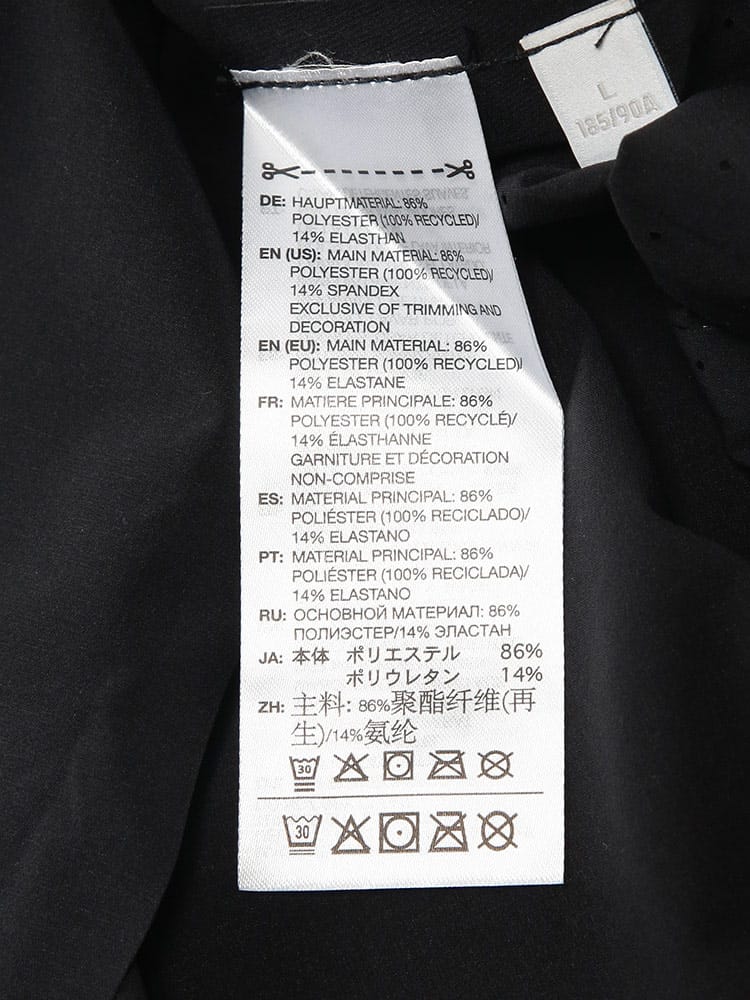 L
185/90A
DE: HAUPTMATERIAL: 86%
POLYESTER (100% RECYCLED)/
14% ELASTHAN
EN (US): MAIN MATERIAL: 86%
POLYESTER (100% RECYCLED)/
14% SPANDEX
EXCLUSIVE OF TRIMMING AND
DECORATION
EN (EU): MAIN MATERIAL: 86%
POLYESTER (100% RECYCLED)/
14% ELASTANE
FR: MATIERE PRINCIPALE: 86%
POLYESTER (100% RECYCLÉ)/
14% ÉLASTHANNE
GARNITURE ET DÉCORATION
NON-COMPRISE
ES: MATERIAL PRINCIPAL: 86%
POLIÉSTER (100% RECICLADO)/
14% ELASTANO
PT: MATERIAL PRINCIPAL: 86%
POLIÉSTER (100% RECICLADA)/
14% ELASTANO
RU: ОСНОВНОЙ МАТЕРИАЛ: 86%
ПОЛИЭСТЕР/14% ЭЛАСТАН
JA: 本体 ポリエステル 86%
ポリウレタン 14%
ZH: 主料: 86%聚酯纤维(再
生)/14%氨纶
30
30